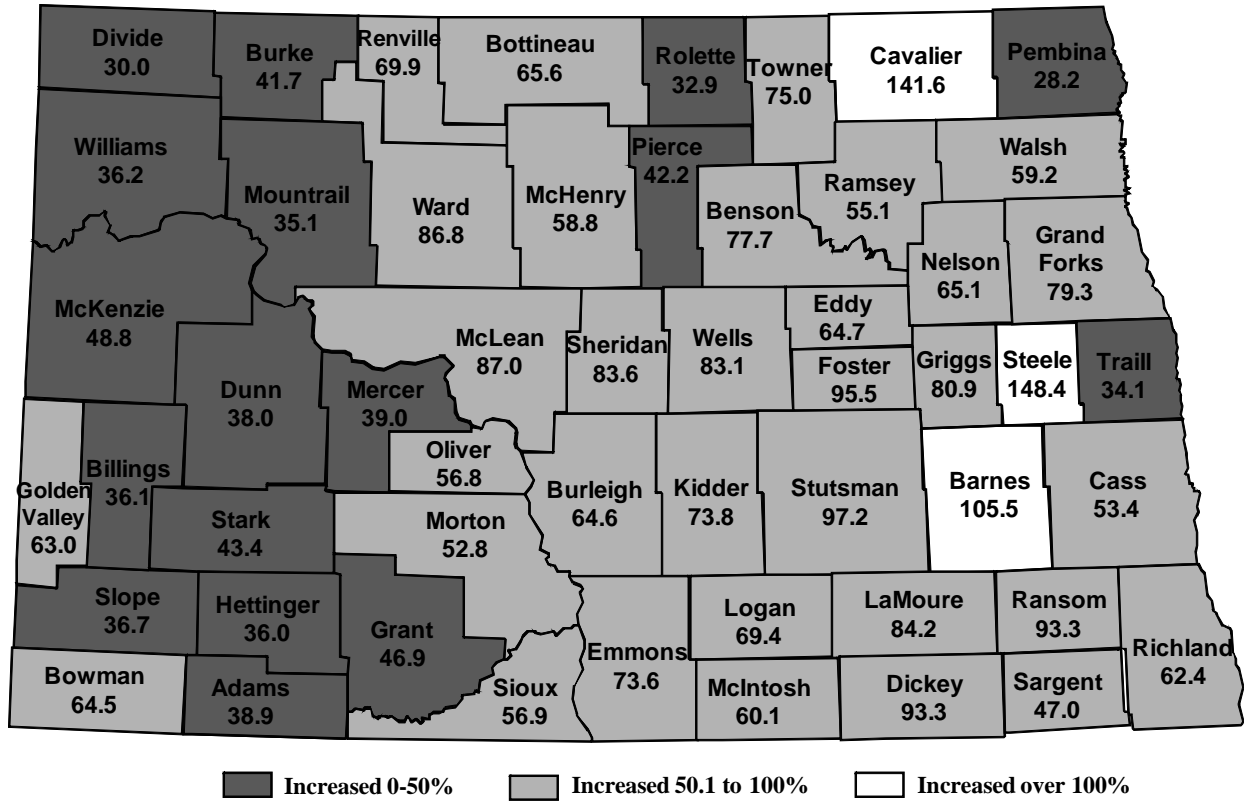 Divide
30.0
Burke
41.7
Renville
69.9
Bottineau
65.6
Rolette
32.9
Towner
75.0
Cavalier
141.6
Pembina
28.2
Williams
36.2
Mountrail
35.1
Ward
86.8
McHenry
58.8
Pierce
42.2
Benson
77.7
Ramsey
55.1
Walsh
59.2
Nelson
65.1
Grand
Forks
79.3
McKenzie
48.8
Dunn
38.0
Mercer
39.0
McLean
87.0
Sheridan
83.6
Wells
83.1
Eddy
64.7
Foster
95.5
Griggs
80.9
Steele
148.4
Traill
34.1
Golden
Valley
63.0
Billings
36.1
Stark
43.4
Oliver
56.8
Morton
52.8
Burleigh
64.6
Kidder
73.8
Stutsman
97.2
Barnes
105.5
Cass
53.4
Slope
36.7
Hettinger
36.0
Grant
46.9
Bowman
64.5
Adams
38.9
Sioux
56.9
Emmons
73.6
Logan
69.4
McIntosh
60.1
LaMoure
84.2
Dickey
93.3
Ransom
93.3
Sargent
47.0
Richland
62.4
Increased 0-50%
Increased 50.1 to 100%
Increased over 100%